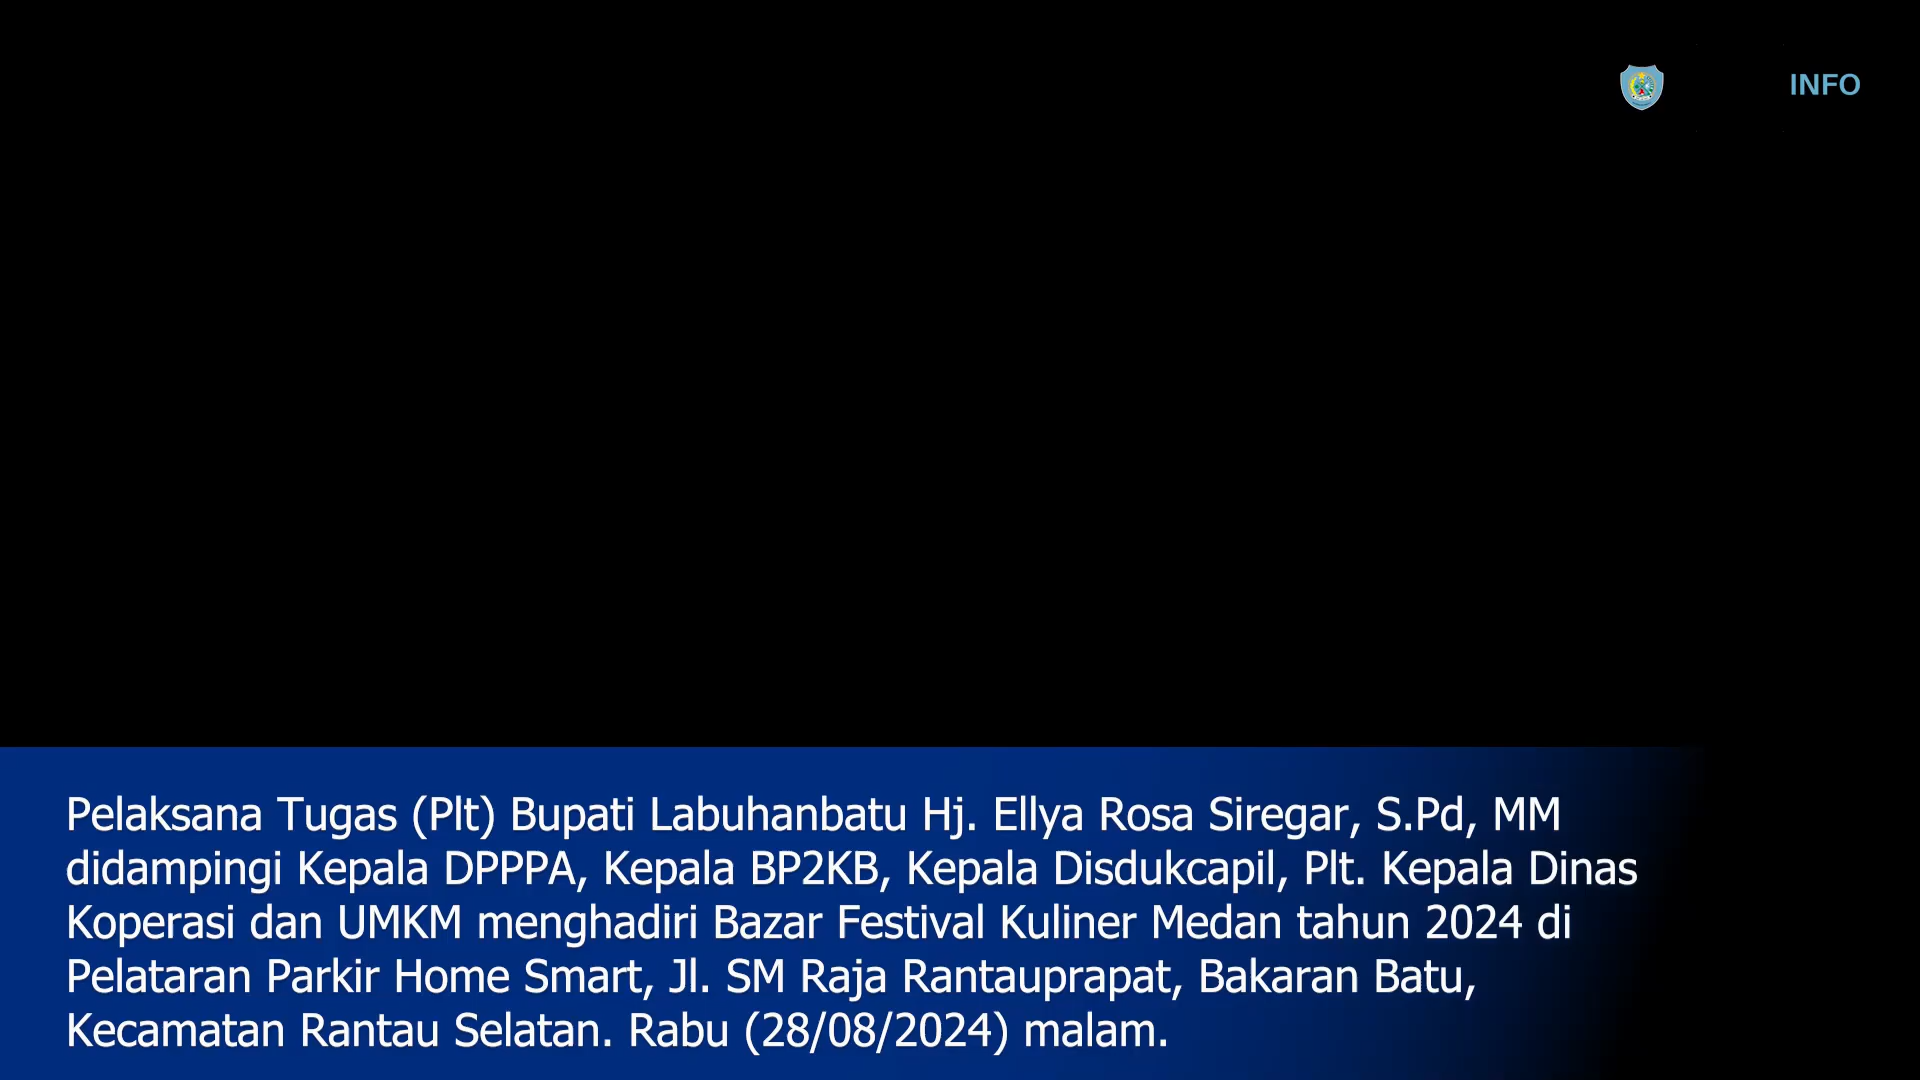 INFO
Pelaksana Tugas (Plt) Bupati Labuhanbatu Hj. Ellya Rosa Siregar, S.Pd, MM
didampingi Kepala DPPPA, Kepala BP2KB, Kepala Disdukcapil, Plt. Kepala Dinas
Koperasi dan UMKM menghadiri Bazar Festival Kuliner Medan tahun 2024 di
Pelataran Parkir Home Smart, Jl. SM Raja Rantauprapat, Bakaran Batu,
Kecamatan Rantau Selatan. Rabu (28/08/2024) malam.